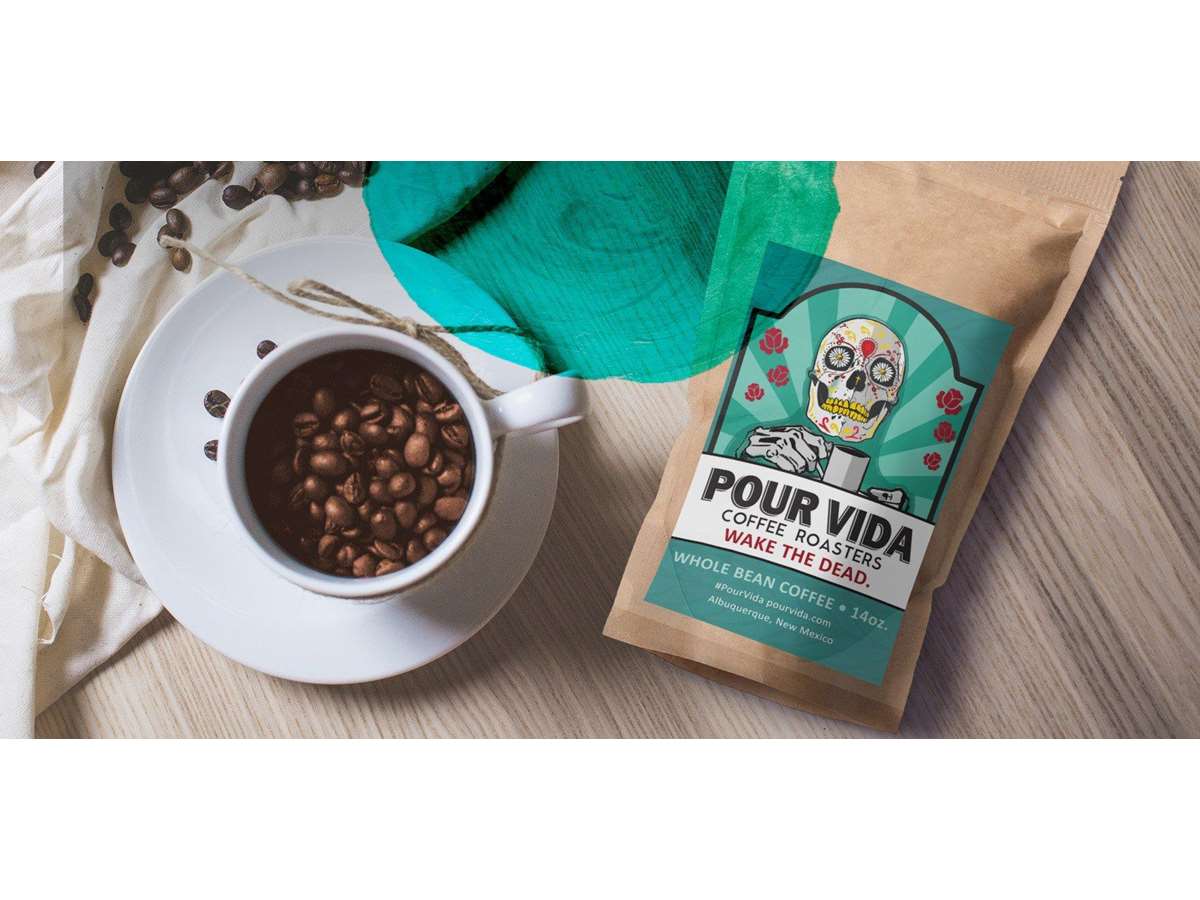 POUR VIDA
COFFEE ROASTERS
WAKE THE DEAD.
WHOLE BEAN COFFEE • 14oz.
#PourVida pourvida.com
Albuquerque, New Mexico